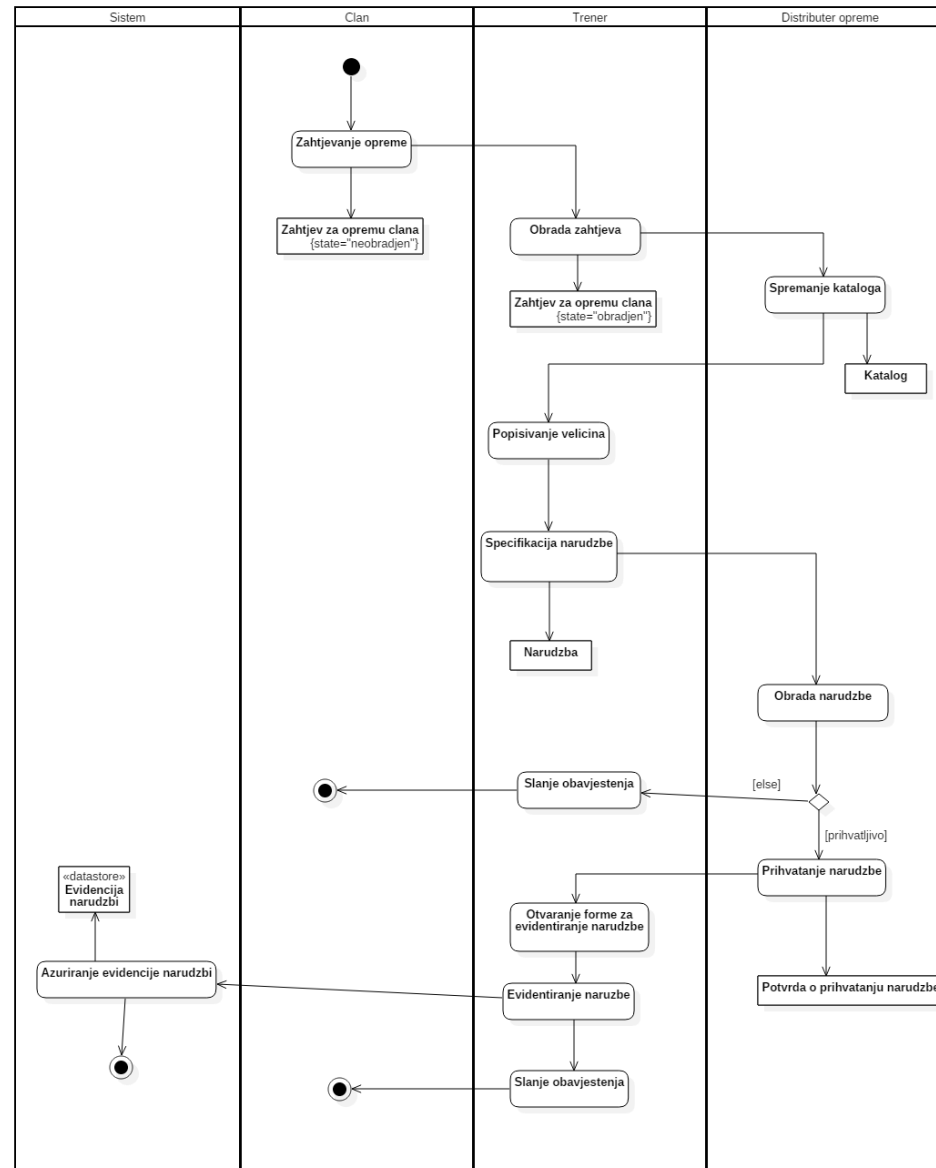 Sistem
Clan
Trener
Distributer opreme
Zahtjevanje opreme
Zahtjev za opremu clana
{state="neobradjen"}
Obrada zahtjeva
Zahtjev za opremu clana
{state="obradjen"}
Spremanje kataloga
Katalog
Popisivanje velicina
Specifikacija narudzbe
Narudzba
Obrada narudzbe
Slanje obavjestenja
[else]
[prihvatljivo]
Prihvatanje narudzbe
«datastore»
Evidencija
narudzbi
Otvaranje forme za
evidentiranje narudzbe
Azuriranje evidencije narudzbi
Evidentiranje naruzbe
Potvrda o prihvatanju narudzbe
Slanje obavjestenja